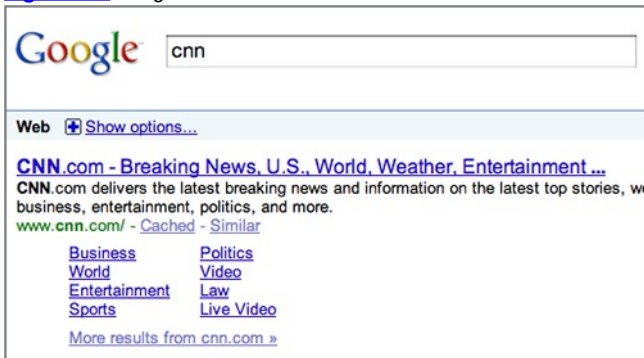 Google cnn
Web Show options...
CNN.com - Breaking News, U.S., World, Weather, Entertainment ...
CNN.com delivers the latest breaking news and information on the latest top stories,
business, entertainment, politics, and more.
www.cnn.com/ - Cached - Similar
Business Politics
World Video
Entertainment Law
Sports Live Video
More results from cnn.com »